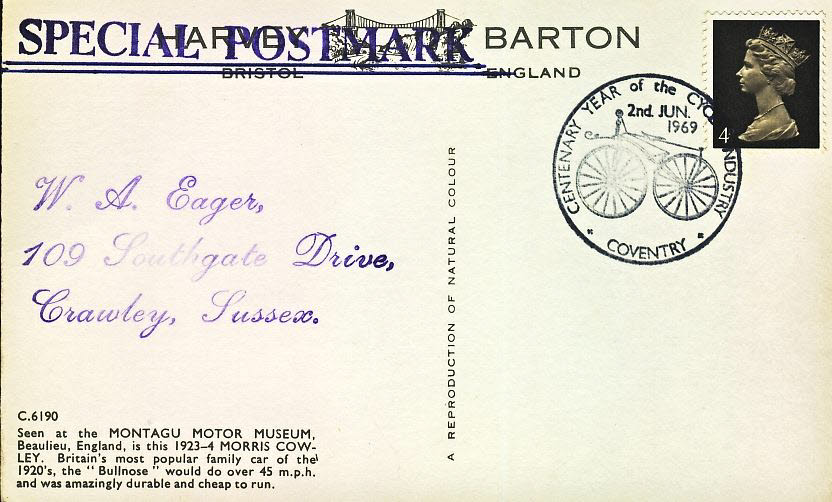 SPECIAL POSTMARK
HARVEY BARTON
BRISTOL ENGLAND
CENTENARY YEAR of the CYC INDUSTRY
2nd. JUN.
1969
* COVENTRY *
4
W. A. Eager,
109 Southgate Drive,
Crawley, Sussex.
A REPRODUCTION OF NATURAL COLOUR
C.6190
Seen at the MONTAGU MOTOR MUSEUM,
Beaulieu, England, is this 1923-4 MORRIS COW-
LEY. Britain's most popular family car of the
1920's, the "Bullnose" would do over 45 m.p.h.
and was amazingly durable and cheap to run.